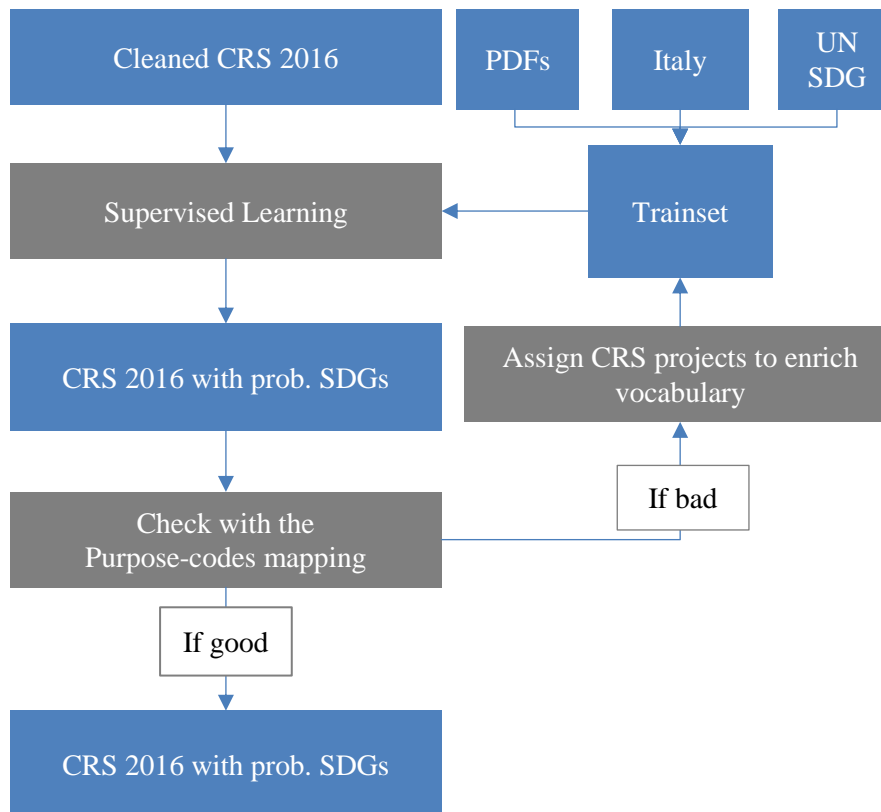 Cleaned CRS 2016
PDFs
Italy
UN
SDG
Supervised Learning
Trainset
CRS 2016 with prob. SDGs
Assign CRS projects to enrich
vocabulary
If bad
Check with the
Purpose-codes mapping
If good
CRS 2016 with prob. SDGs